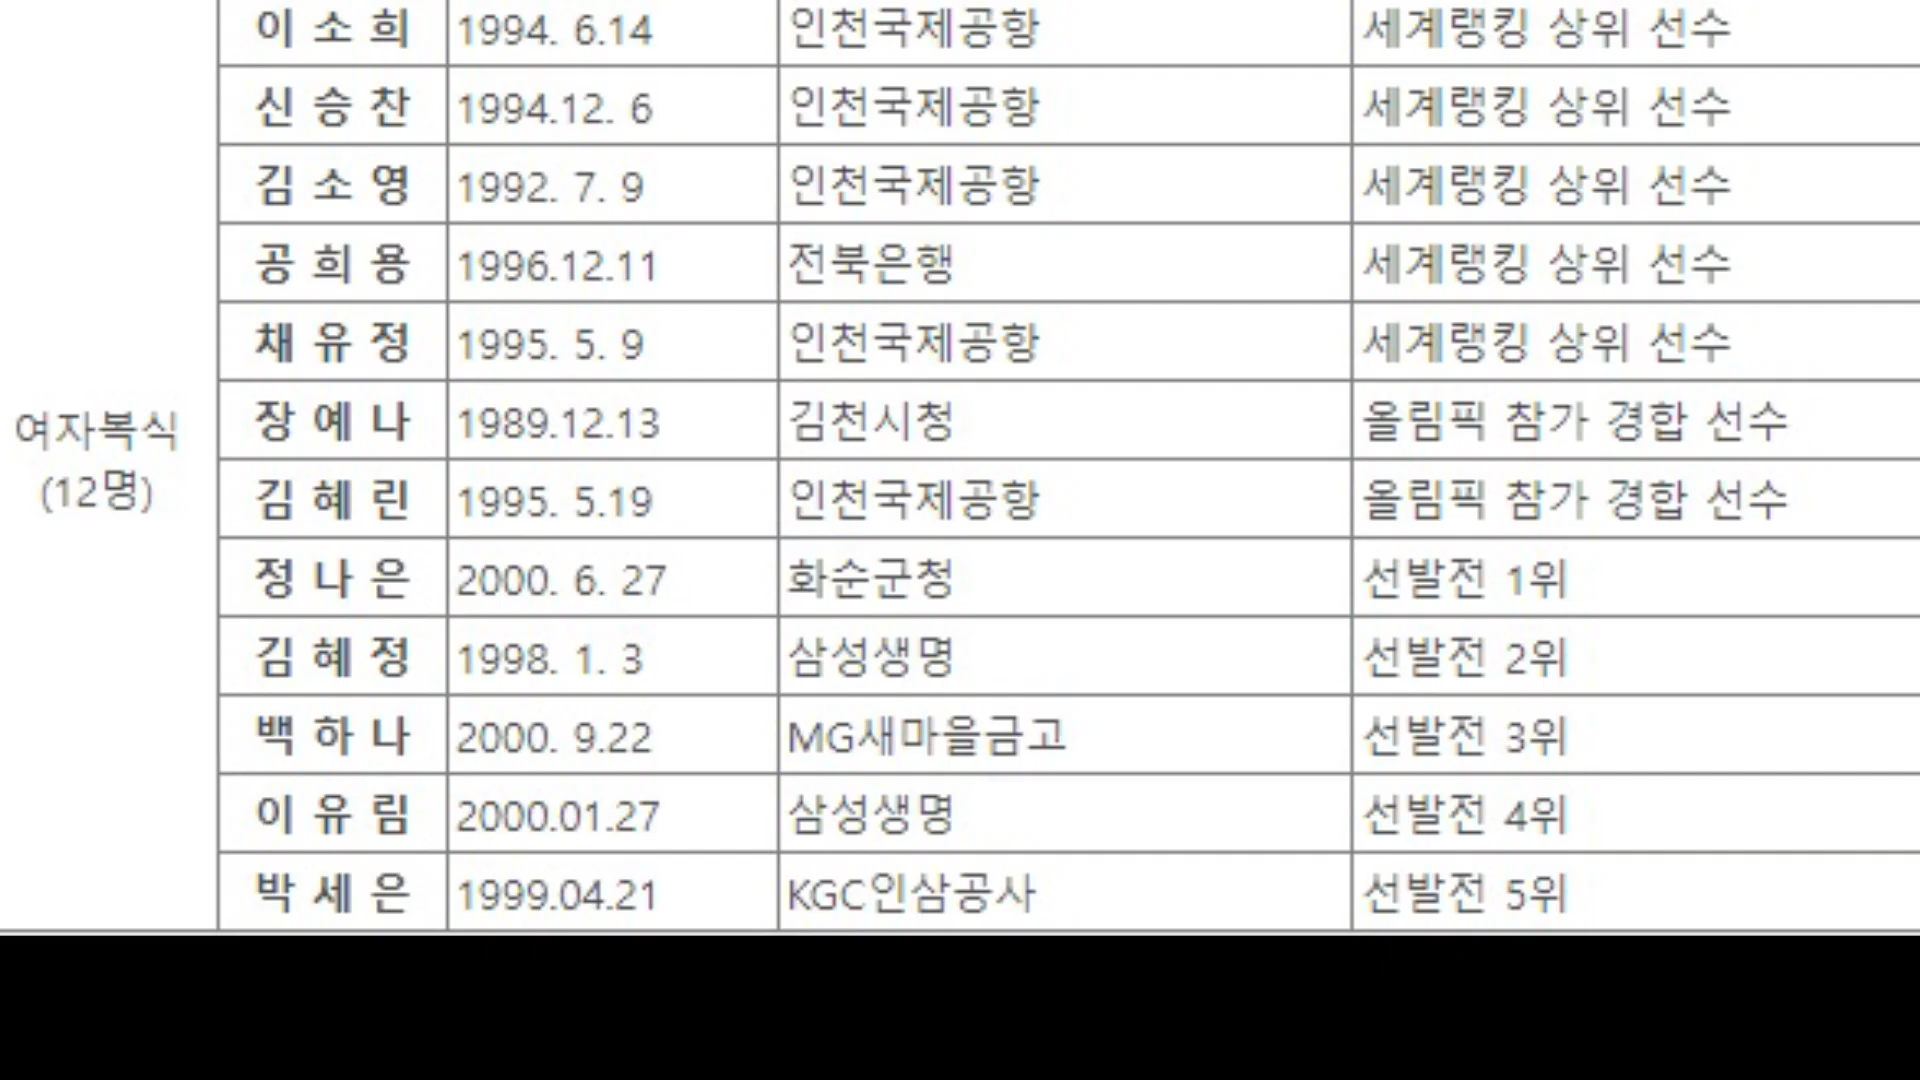 이 소 희 1994. 6.14 인천국제공항 세계랭킹 상위 선수
신 승 찬 1994.12. 6 인천국제공항 세계랭킹 상위 선수
김 소 영 1992. 7. 9 인천국제공항 세계랭킹 상위 선수
공 희 용 1996.12.11 전북은행 세계랭킹 상위 선수
채 유 정 1995. 5. 9 인천국제공항 세계랭킹 상위 선수
장 예 나 1989.12.13 김천시청 올림픽 참가 경합 선수
여자복식
(12명)
김 혜 린 1995. 5.19 인천국제공항 올림픽 참가 경합 선수
정 나 은 2000. 6. 27 화순군청 선발전 1위
김 혜 정 1998. 1. 3 삼성생명 선발전 2위
백 하 나 2000. 9.22 MG새마을금고 선발전 3위
이 유 림 2000.01.27 삼성생명 선발전 4위
박 세 은 1999.04.21 KGC인삼공사 선발전 5위